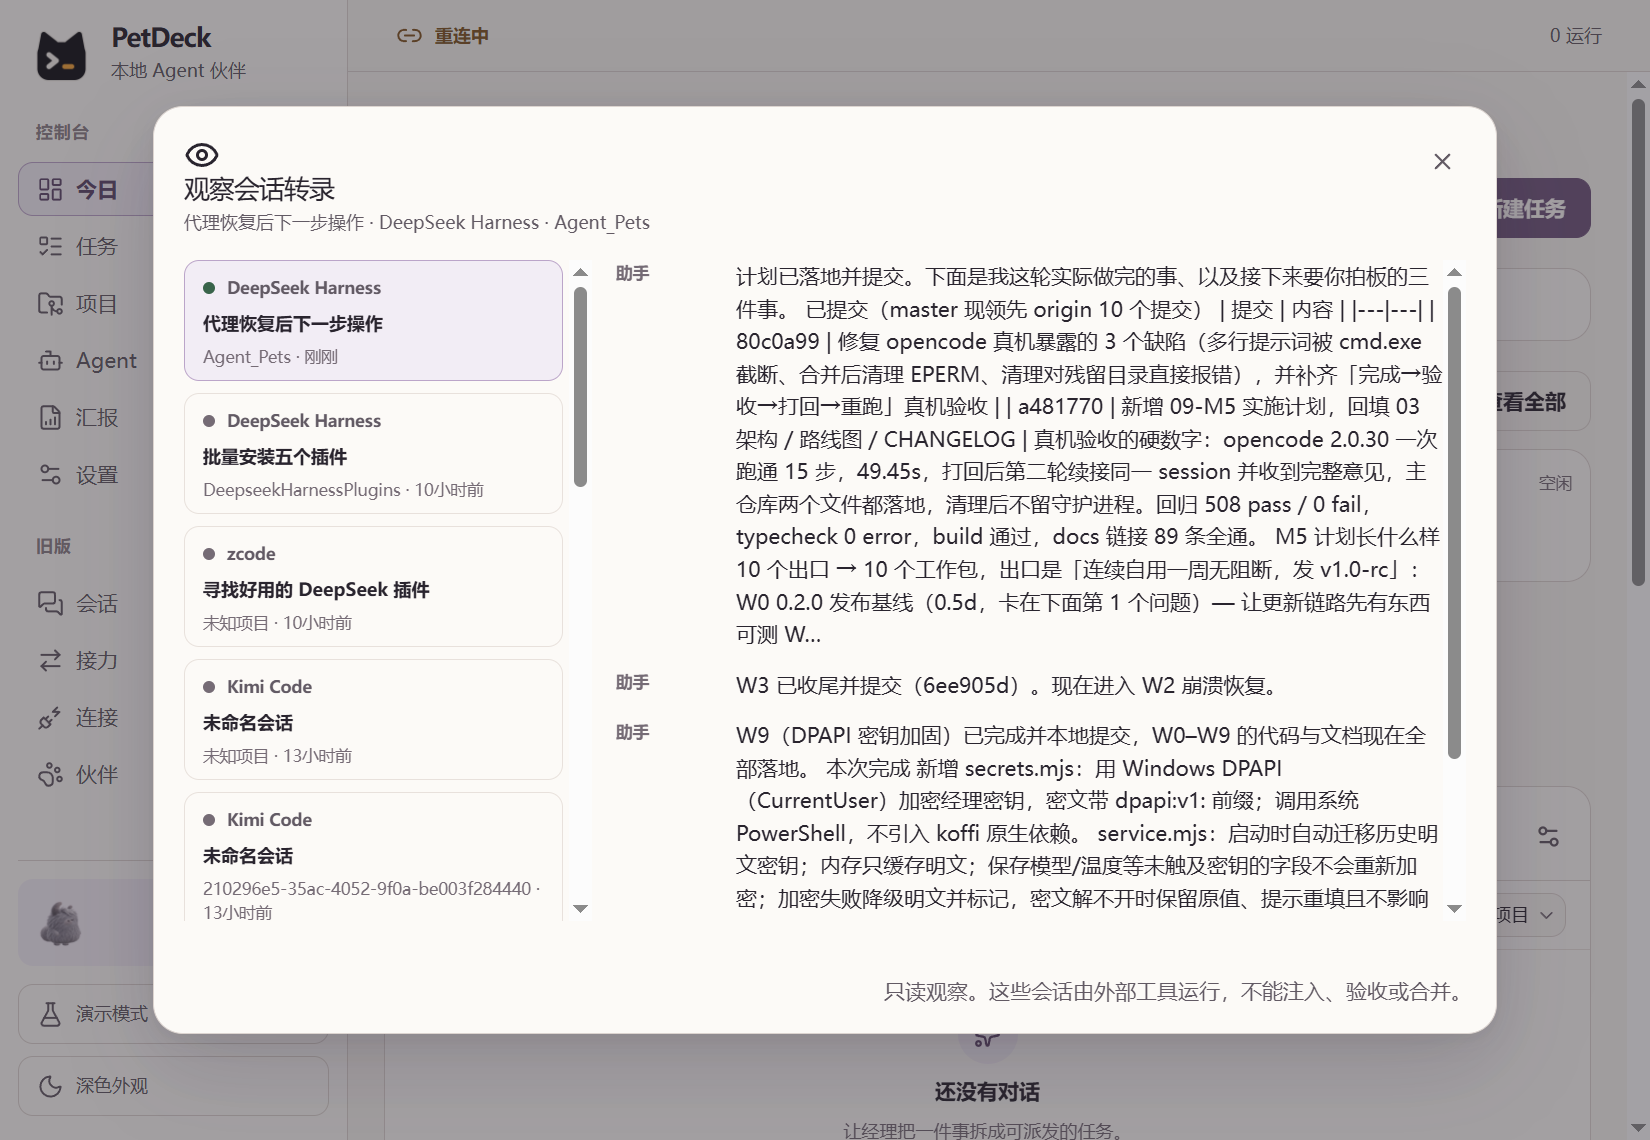 PetDeck
本地 Agent 伙伴
重连中
0 运行
控制台
今日
任务
项目
Agent
汇报
设置
旧版
会话
接力
连接
伙伴
演示模式
深色外观
建任务
看全部
空闲
项目
观察会话转录
代理恢复后下一步操作 · DeepSeek Harness · Agent_Pets
DeepSeek Harness
代理恢复后下一步操作
Agent_Pets · 刚刚
DeepSeek Harness
批量安装五个插件
DeepseekHarnessPlugins · 10小时前
zcode
寻找好用的 DeepSeek 插件
未知项目 · 10小时前
Kimi Code
未命名会话
未知项目 · 13小时前
Kimi Code
未命名会话
210296e5-35ac-4052-9f0a-be003f284440 ·
13小时前
助手
计划已落地并提交。下面是我这轮实际做完的事、以及接下来要你拍板的三
件事。 已提交（master 现领先 origin 10 个提交） | 提交 | 内容 | |---|---| |
80c0a99 | 修复 opencode 真机暴露的 3 个缺陷（多行提示词被 cmd.exe
截断、合并后清理 EPERM、清理对残留目录直接报错），并补齐「完成→验
收→打回→重跑」真机验收 | | a481770 | 新增 09-M5 实施计划，回填 03
架构 / 路线图 / CHANGELOG | 真机验收的硬数字：opencode 2.0.30 一次
跑通 15 步，49.45s，打回后第二轮续接同一 session 并收到完整意见，主
仓库两个文件都落地，清理后不留守护进程。回归 508 pass / 0 fail，
typecheck 0 error，build 通过，docs 链接 89 条全通。 M5 计划长什么样
10 个出口 → 10 个工作包，出口是「连续自用一周无阻断，发 v1.0-rc」：
W0 0.2.0 发布基线（0.5d，卡在下面第 1 个问题）— 让更新链路先有东西
可测 W...
助手
W3 已收尾并提交（6ee905d）。现在进入 W2 崩溃恢复。
助手
W9（DPAPI 密钥加固）已完成并本地提交，W0–W9 的代码与文档现在全
部落地。 本次完成 新增 secrets.mjs：用 Windows DPAPI
（CurrentUser）加密经理密钥，密文带 dpapi:v1: 前缀；调用系统
PowerShell，不引入 koffi 原生依赖。 service.mjs：启动时自动迁移历史明
文密钥；内存只缓存明文；保存模型/温度等未触及密钥的字段不会重新加
密；加密失败降级明文并标记，密文解不开时保留原值、提示重填且不影响
只读观察。这些会话由外部工具运行，不能注入、验收或合并。
还没有对话
让经理把一件事拆成可派发的任务。